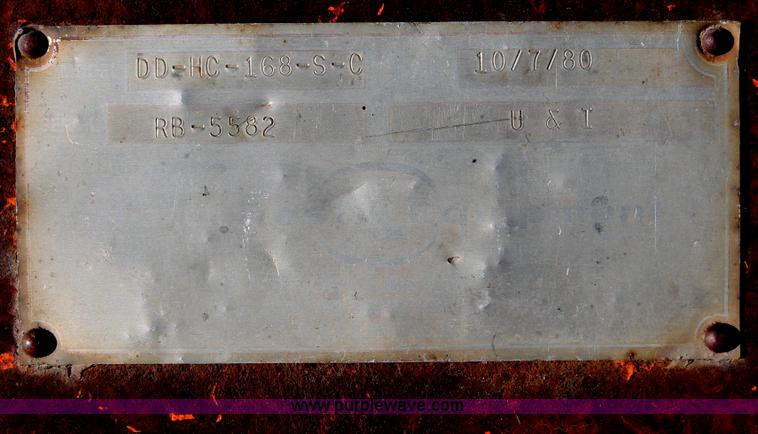 DD-HC-168-S-C 10/7/80
RB-5582 U & I
www.purplewave.com